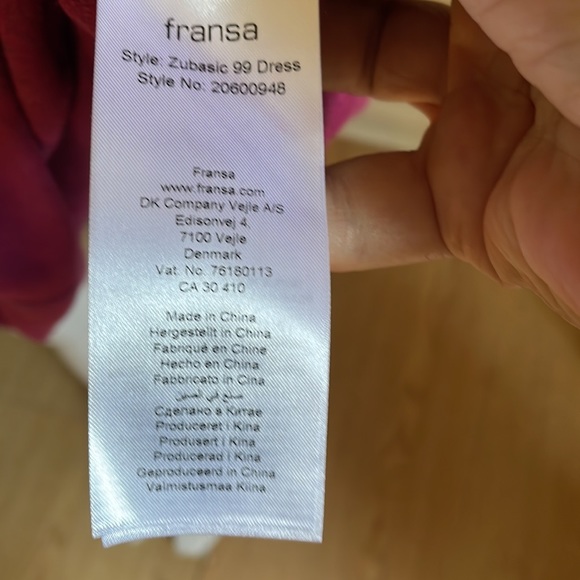 fransa
Style: Zubasic 99 Dress
Style No: 20600948
Fransa
www.fransa.com
DK Company Vejle A/S
Edisonvej 4,
7100 Vejle
Denmark
Vat. No. 76180113
CA 30 410
Made in China
Hergestellt in China
Fabriqué en Chine
Hecho en China
Fabbricato in Cina
صنع في الصين
Сделано в Китае
Produceret i Kina
Produsert i Kina
Producerad i Kina
Geproduceerd in China
Valmistusmaa Kiina